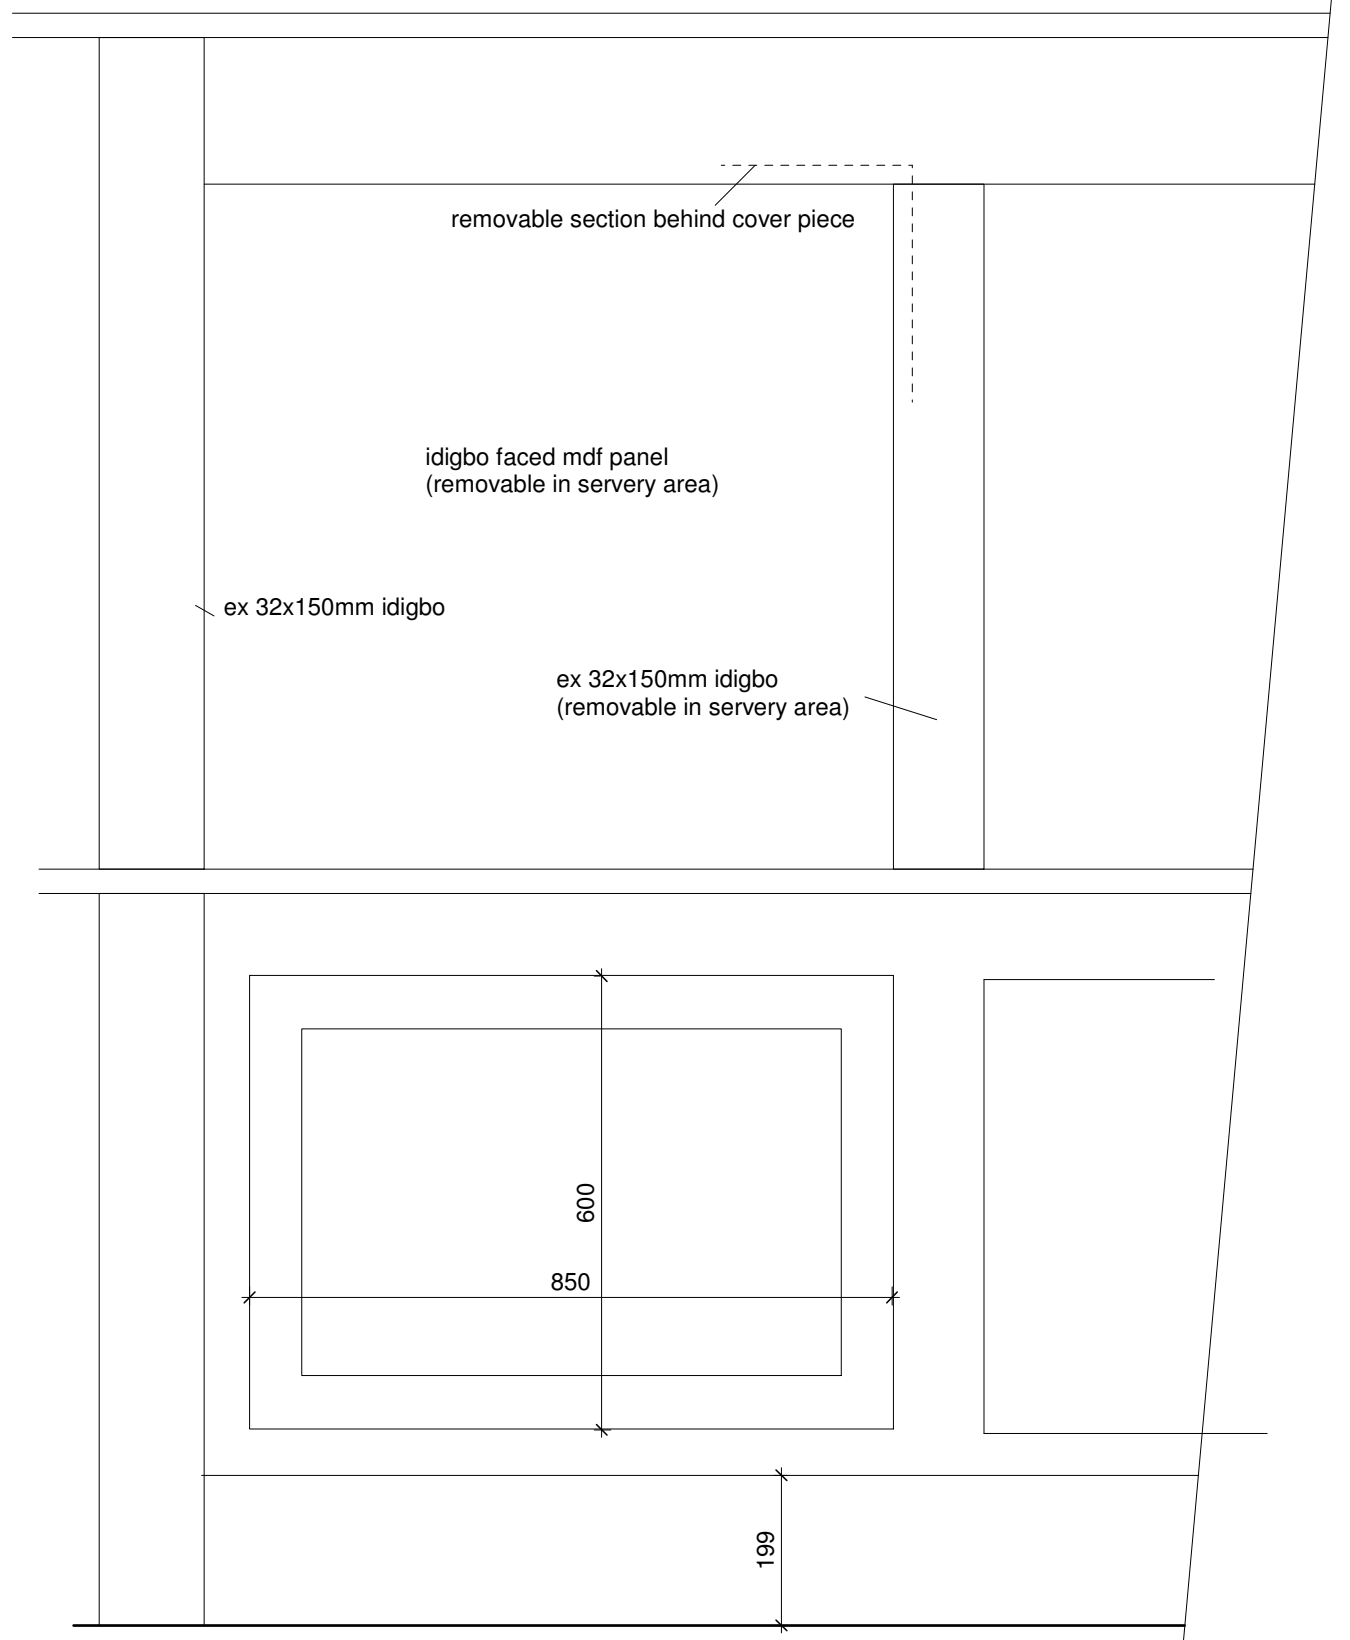 removable section behind cover piece
idigbo faced mdf panel
(removable in servery area)
ex 32x150mm idigbo
ex 32x150mm idigbo
(removable in servery area)
600
850
199